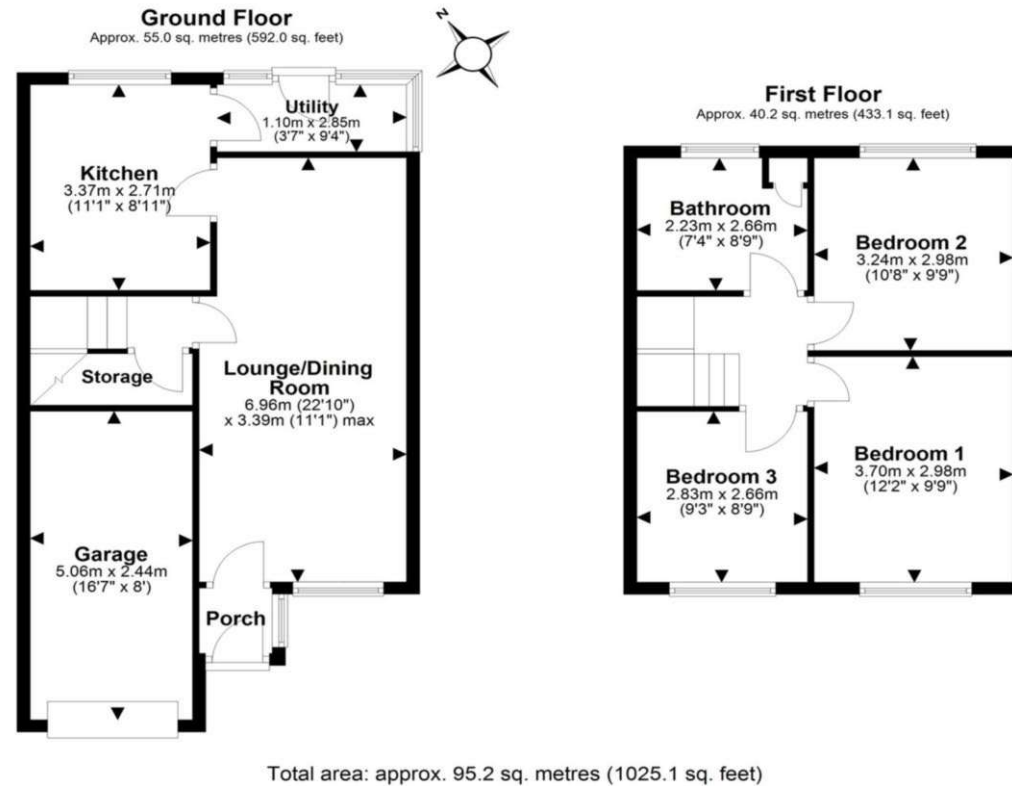 Ground Floor
Approx. 55.0 sq. metres (592.0 sq. feet)
N
Utility
1.10m x 2.85m
(3'7" x 9'4")
Kitchen
3.37m x 2.71m
(11'1" x 8'11")
Storage
Lounge/Dining
Room
6.96m (22'10")
x 3.39m (11'1") max
Garage
5.06m x 2.44m
(16'7" x 8')
Porch
First Floor
Approx. 40.2 sq. metres (433.1 sq. feet)
Bathroom
2.23m x 2.66m
(7'4" x 8'9")
Bedroom 2
3.24m x 2.98m
(10'8" x 9'9")
Bedroom 3
2.83m x 2.66m
(9'3" x 8'9")
Bedroom 1
3.70m x 2.98m
(12'2" x 9'9")
Total area: approx. 95.2 sq. metres (1025.1 sq. feet)